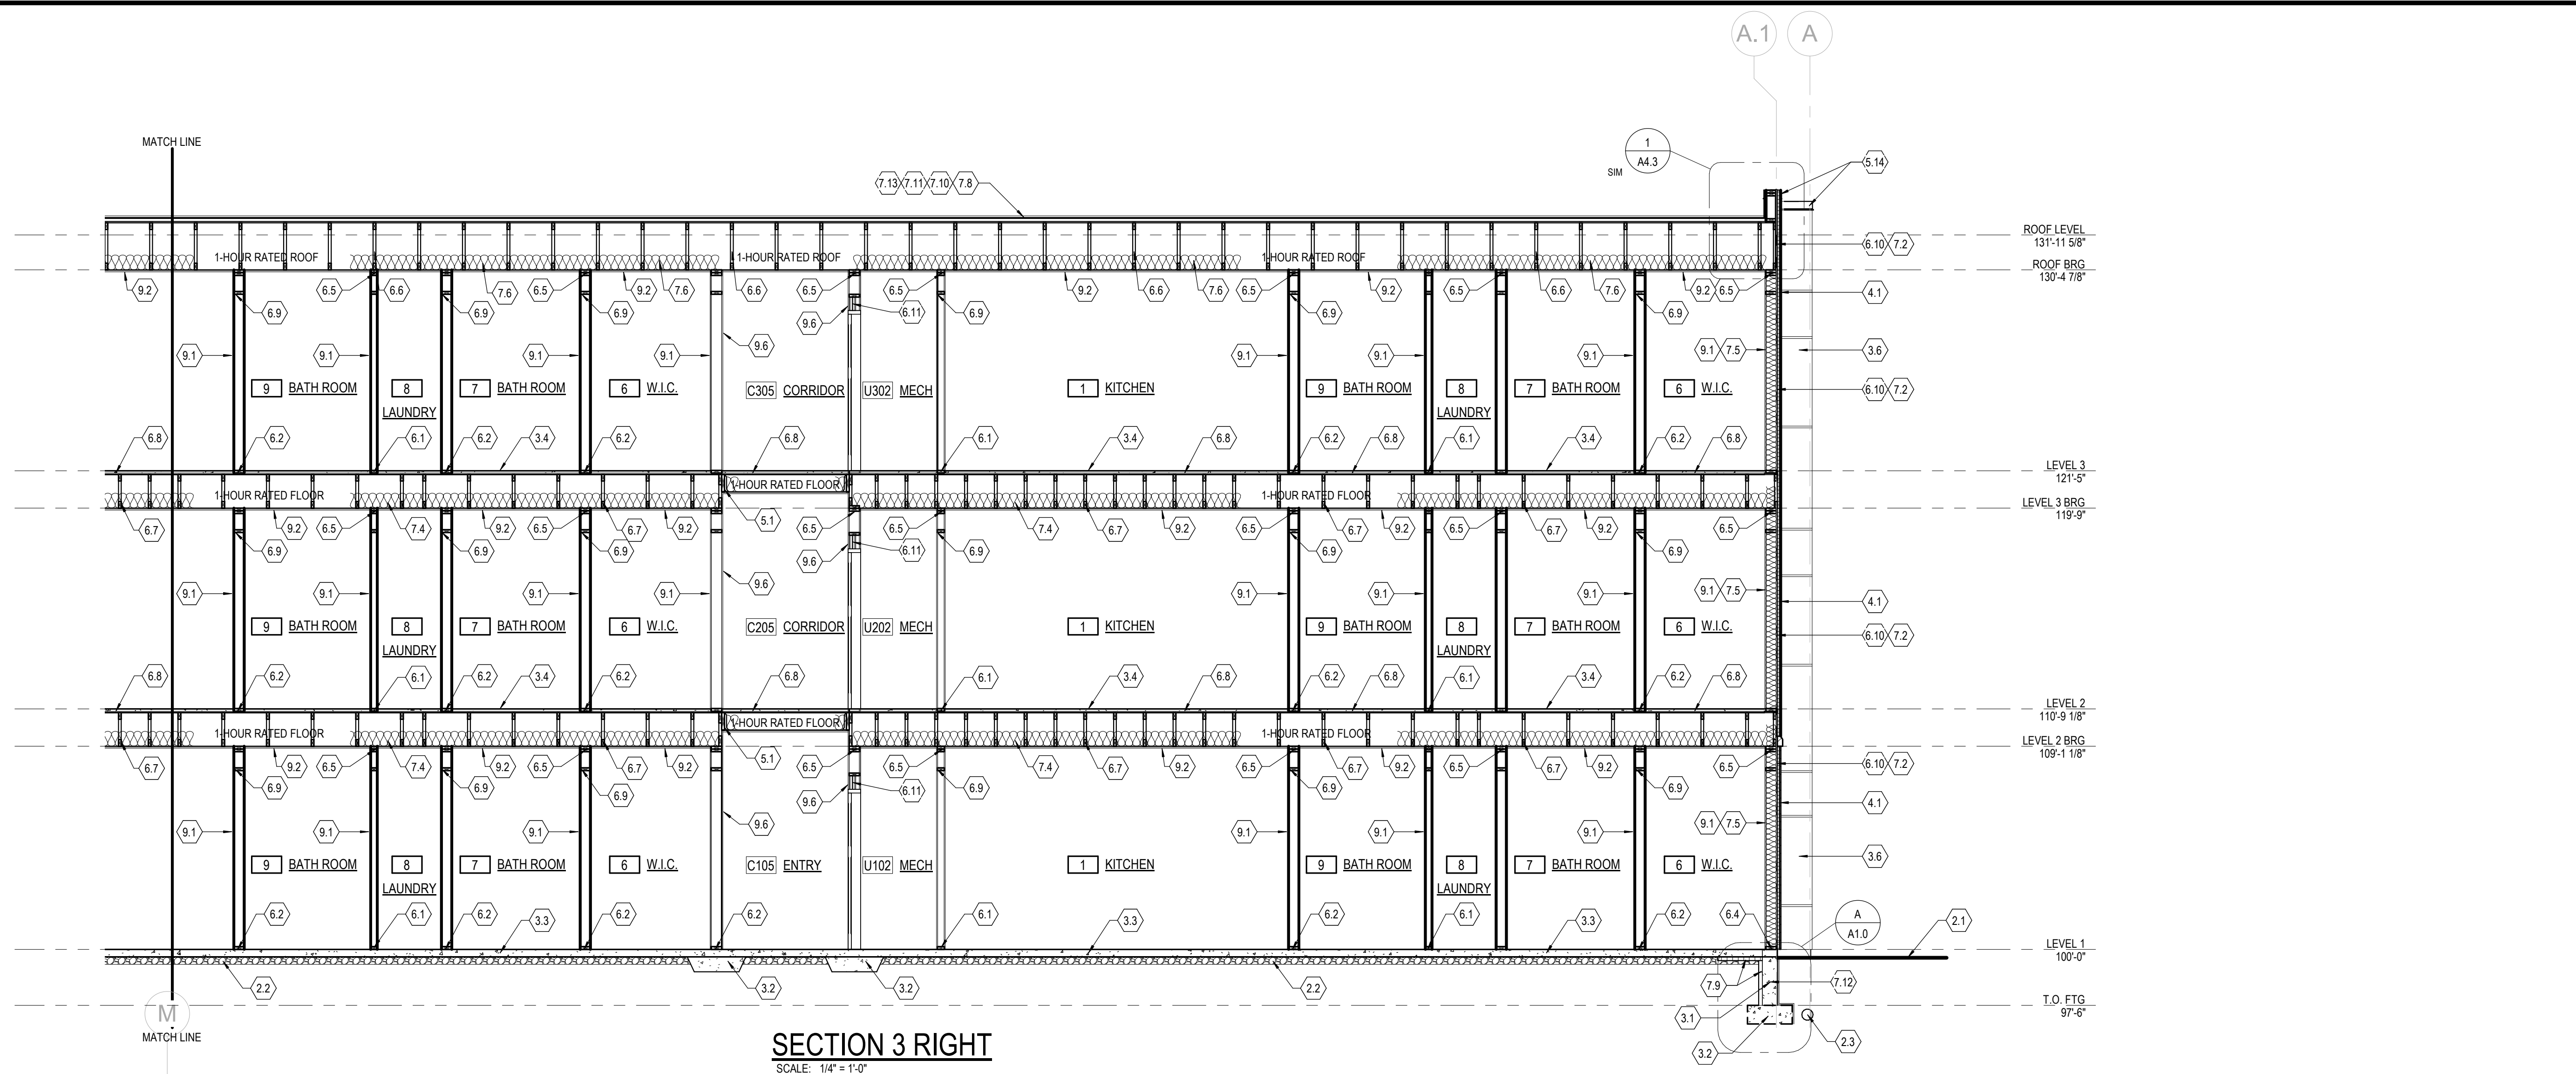 A.1 A
MATCH LINE
1
A4.3
SIM
5.14
7.13 7.11 7.10 7.8
ROOF LEVEL
131'-11 5/8"
6.10 7.2
1-HOUR RATED ROOF 1-HOUR RATED ROOF 1-HOUR RATED ROOF
ROOF BRG
130'-4 7/8"
9.2 6.5 6.6 7.6 6.5 9.2 7.6 6.6 6.5 6.5 9.2 6.6 7.6 6.5 9.2 6.5 6.6 7.6 9.2 6.5 4.1
6.9 6.9 6.9 9.6 6.11 6.9 6.9 6.9
9.1 9.1 9.1 9.1 9.6 9.1 9.1 9.1 9.1 7.5 3.6
9 BATH ROOM 8 7 BATH ROOM 6 W.I.C. C305 CORRIDOR U302 MECH 1 KITCHEN 9 BATH ROOM 8 7 BATH ROOM 6 W.I.C. 6.10 7.2
LAUNDRY LAUNDRY
6.8 6.2 6.1 6.2 3.4 6.2 6.8 6.1 3.4 6.8 6.2 6.8 6.1 3.4 6.2 6.8
LEVEL 3
121'-5"
1-HOUR RATED FLOOR 1-HOUR RATED FLOOR 1-HOUR RATED FLOOR
LEVEL 3 BRG
119'-9"
6.7 9.2 6.5 7.4 9.2 6.5 6.7 9.2 5.1 6.5 6.5 7.4 6.7 9.2 6.5 6.7 9.2 6.5 6.7 9.2 6.5
6.9 6.9 6.9 9.6 6.11 6.9 6.9 6.9
9.1 9.1 9.1 9.1 9.6 9.1 9.1 9.1 9.1 7.5 4.1
9 BATH ROOM 8 7 BATH ROOM 6 W.I.C. C205 CORRIDOR U202 MECH 1 KITCHEN 9 BATH ROOM 8 7 BATH ROOM 6 W.I.C. 6.10 7.2
LAUNDRY LAUNDRY
6.8 6.2 6.1 6.2 3.4 6.2 6.8 6.1 3.4 6.8 6.2 6.8 6.1 3.4 6.2 6.8
LEVEL 2
110'-9 1/8"
1-HOUR RATED FLOOR 1-HOUR RATED FLOOR 1-HOUR RATED FLOOR
LEVEL 2 BRG
109'-1 1/8"
6.7 9.2 6.5 7.4 9.2 6.5 6.7 9.2 5.1 6.5 6.5 7.4 6.7 9.2 6.5 6.7 9.2 6.5 6.7 9.2 6.5 6.10 7.2
6.9 6.9 6.9 9.6 6.11 6.9 6.9 6.9 4.1
9.1 9.1 9.1 9.6 9.1 9.1 9.1 9.1 7.5
9 BATH ROOM 8 7 BATH ROOM 6 W.I.C. C105 ENTRY U102 MECH 1 KITCHEN 9 BATH ROOM 8 7 BATH ROOM 6 W.I.C. 3.6
LAUNDRY LAUNDRY
6.2 6.1 6.2 3.3 6.2 6.2 6.1 3.3 6.2 6.1 3.3 6.2 6.4
A
A1.0
2.1
LEVEL 1
100'-0"
2.2 3.2 3.2 2.2 7.9 7.12
T.O. FTG
97'-6"
M
MATCH LINE
3.1
3.2 2.3
SECTION 3 RIGHT
SCALE: 1/4" = 1'-0"